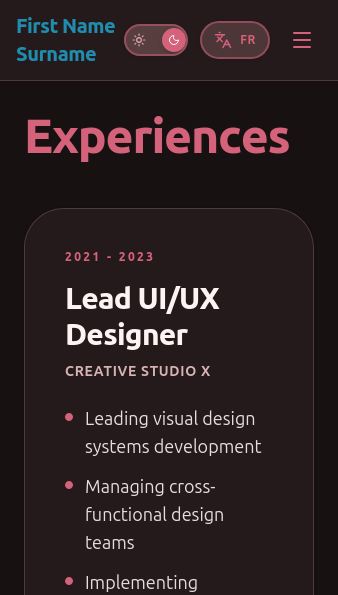 First Name
Surname
FR
Experiences
2021 - 2023
Lead UI/UX
Designer
CREATIVE STUDIO X
Leading visual design
systems development
Managing cross-
functional design
teams
Implementing